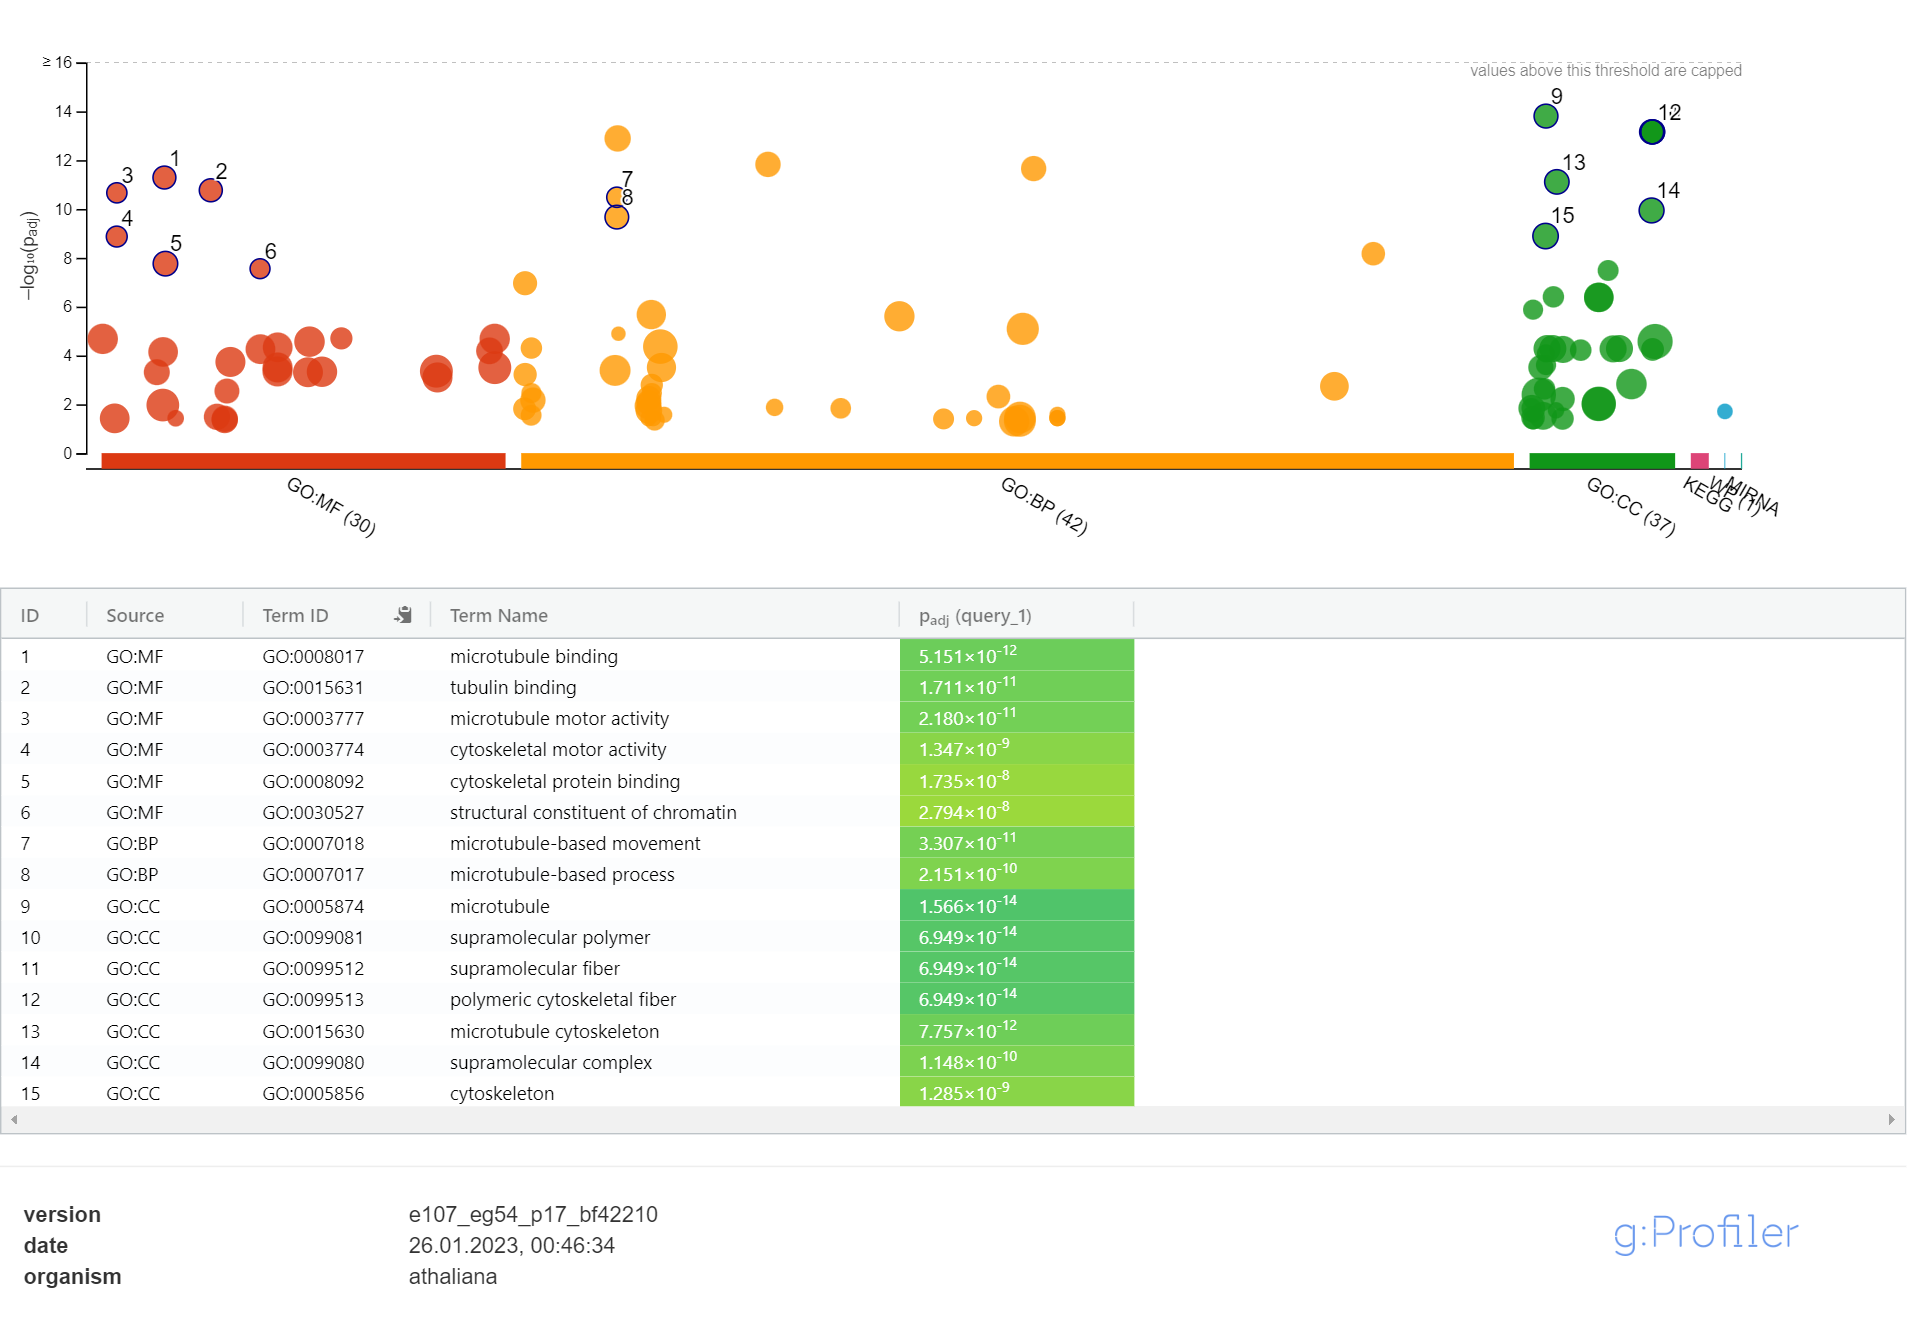 ≥ 16
values above this threshold are capped
14
12
10
8
6
4
2
0
–log₁₀(padj)
1
2
3
4
5
6
7
8
9
12
13
14
15
GO:MF (30)
GO:BP (42)
GO:CC (37)
KEGG
WP (1)
MIRNA
ID Source Term ID Term Name padj (query_1)
1 GO:MF GO:0008017 microtubule binding 5.151×10⁻¹²
2 GO:MF GO:0015631 tubulin binding 1.711×10⁻¹¹
3 GO:MF GO:0003777 microtubule motor activity 2.180×10⁻¹¹
4 GO:MF GO:0003774 cytoskeletal motor activity 1.347×10⁻⁹
5 GO:MF GO:0008092 cytoskeletal protein binding 1.735×10⁻⁸
6 GO:MF GO:0030527 structural constituent of chromatin 2.794×10⁻⁸
7 GO:BP GO:0007018 microtubule-based movement 3.307×10⁻¹¹
8 GO:BP GO:0007017 microtubule-based process 2.151×10⁻¹⁰
9 GO:CC GO:0005874 microtubule 1.566×10⁻¹⁴
10 GO:CC GO:0099081 supramolecular polymer 6.949×10⁻¹⁴
11 GO:CC GO:0099512 supramolecular fiber 6.949×10⁻¹⁴
12 GO:CC GO:0099513 polymeric cytoskeletal fiber 6.949×10⁻¹⁴
13 GO:CC GO:0015630 microtubule cytoskeleton 7.757×10⁻¹²
14 GO:CC GO:0099080 supramolecular complex 1.148×10⁻¹⁰
15 GO:CC GO:0005856 cytoskeleton 1.285×10⁻⁹
version e107_eg54_p17_bf42210
date 26.01.2023, 00:46:34
organism athaliana
g:Profiler